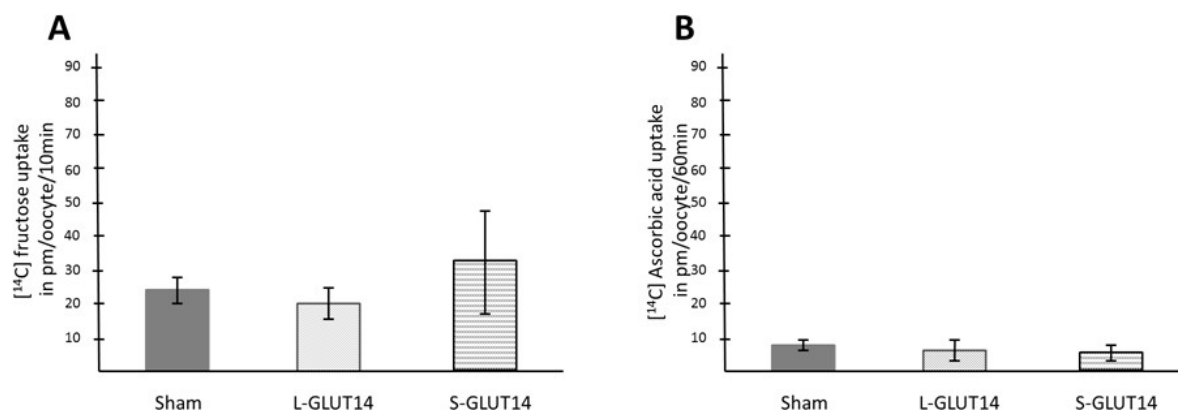 A
[¹⁴C] fructose uptake
in pm/oocyte/10min
90
80
70
60
50
40
30
20
10
Sham L-GLUT14 S-GLUT14
B
[¹⁴C] Ascorbic acid uptake
in pm/oocyte/60min
90
80
70
60
50
40
30
20
10
Sham L-GLUT14 S-GLUT14